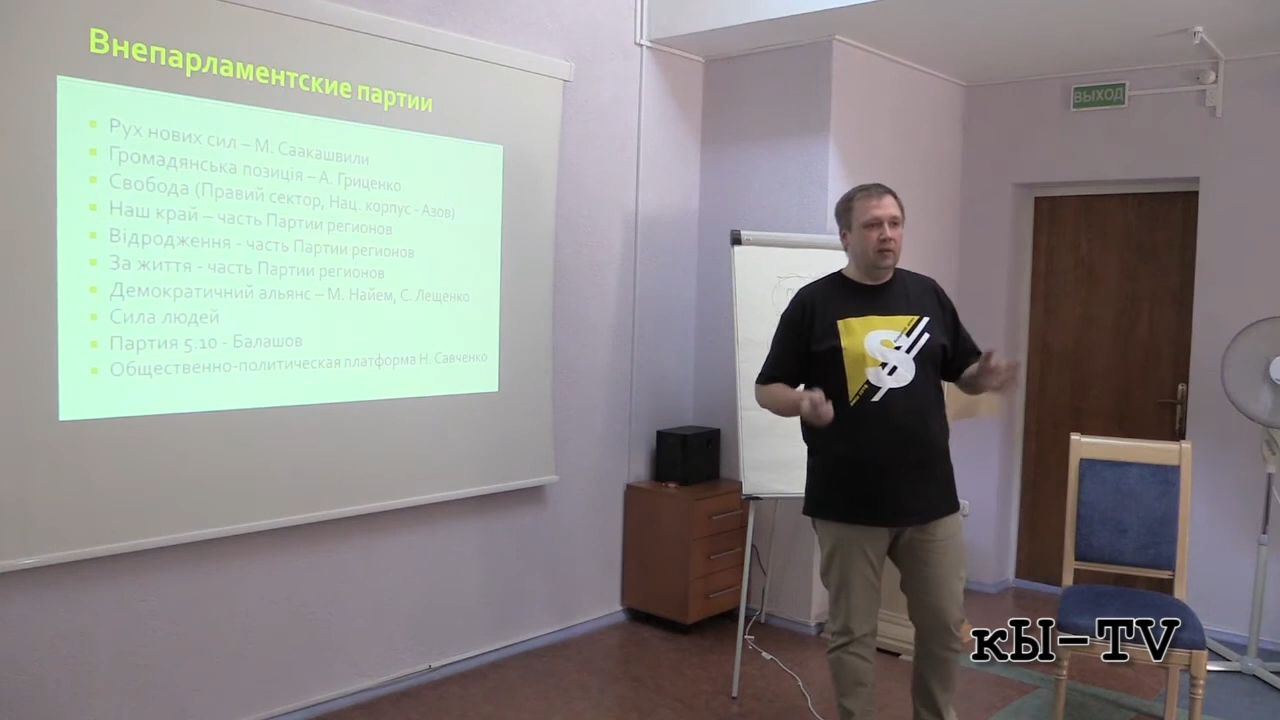 Внепарламентские партии
Рух нових сил – М. Саакашвили
Громадянська позиція – А. Гриценко
Свобода (Правий сектор, Нац. корпус - Азов)
Наш край – часть Партии регионов
Відродження - часть Партии регионов
За життя - часть Партии регионов
Демократичний альянс – М. Найем, С. Лещенко
Сила людей
Партия 5.10 - Балашов
Общественно-политическая платформа Н. Савченко
ВЫХОД
S
кЫ-TV